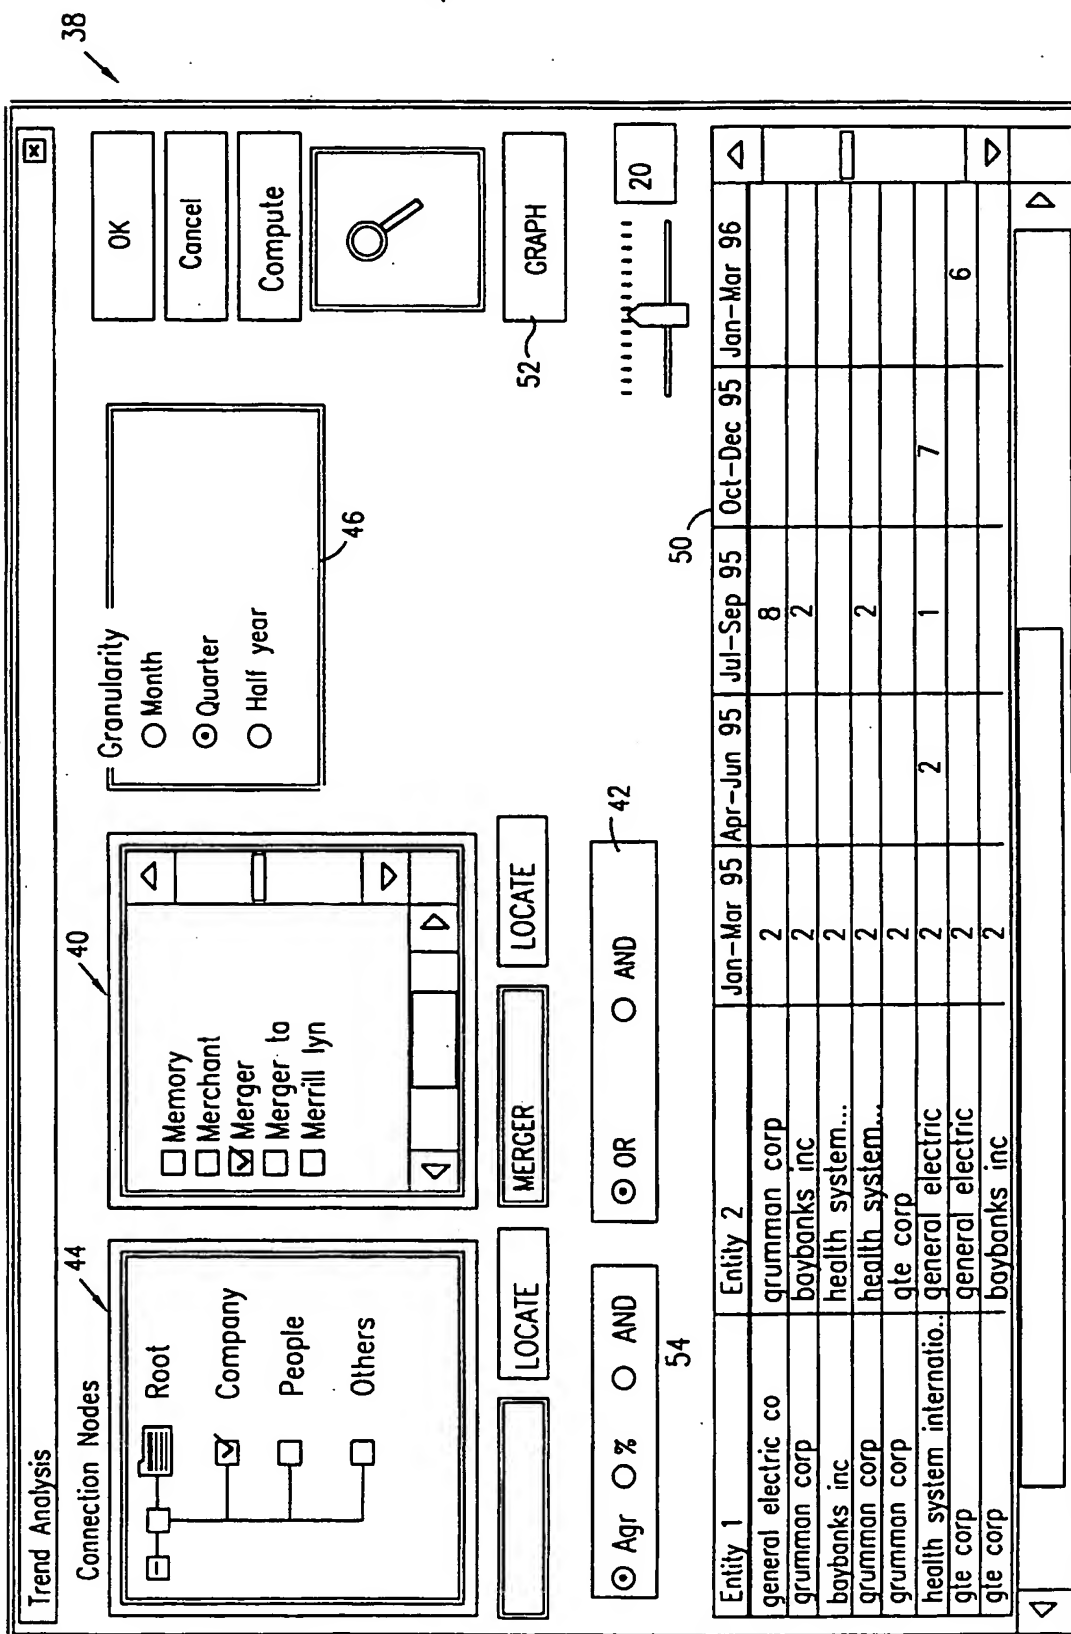 38
Trend Analysis
Connection Nodes
44
Root
Company
People
Others
LOCATE
40
Memory
Merchant
Merger
Merger to
Merrill lyn
MERGER
LOCATE
Granularity
Month
Quarter
Half year
46
OK
Cancel
Compute
52
GRAPH
Agr % AND
54
OR AND
42
20
50
Entity 1 Entity 2 Jan-Mar 95 Apr-Jun 95 Jul-Sep 95 Oct-Dec 95 Jan-Mar 96
general electric co grumman corp 2 8
grumman corp baybanks inc 2 2
baybanks inc health system... 2
grumman corp health system... 2 2
grumman corp gte corp 2
health system internatio.. general electric 2 2 1 7
gte corp general electric 2 6
gte corp baybanks inc 2